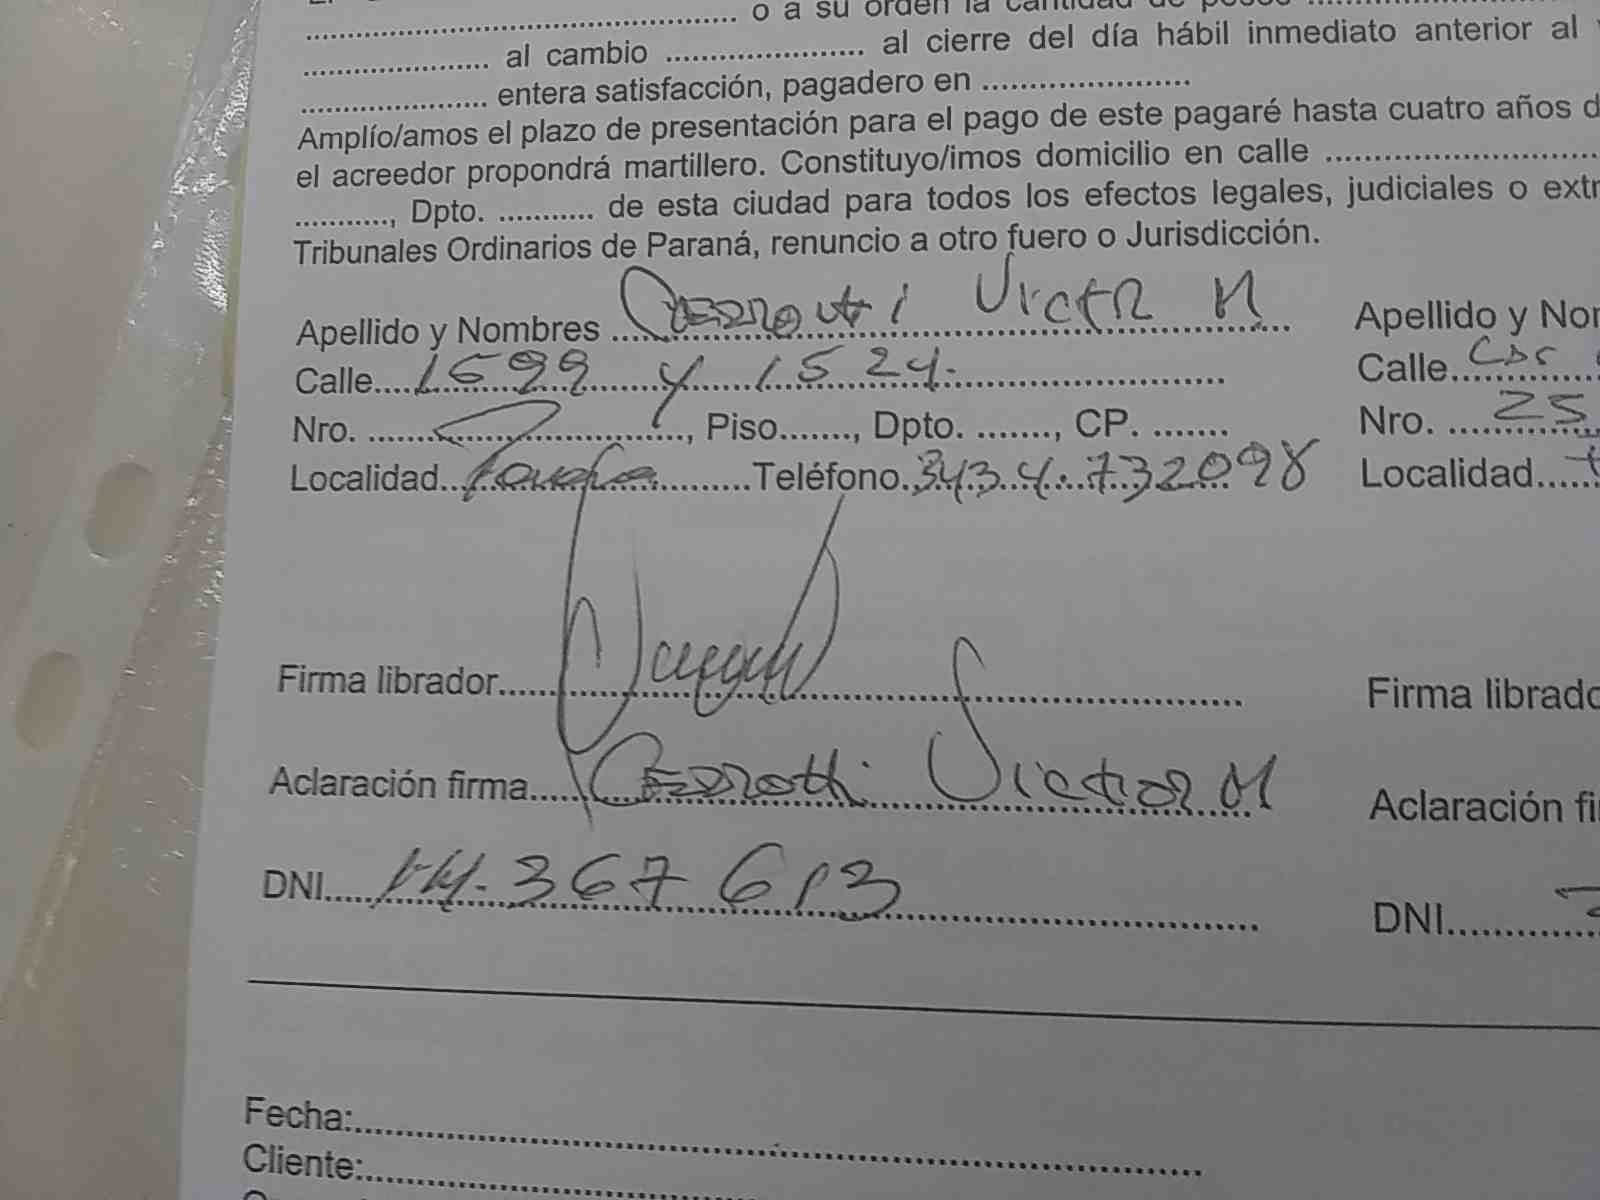 o a su orden la cantidad de pesos
al cambio ..................... al cierre del día hábil inmediato anterior al
entera satisfacción, pagadero en .....................
Amplío/amos el plazo de presentación para el pago de este pagaré hasta cuatro años
el acreedor propondrá martillero. Constituyo/imos domicilio en calle
..........., Dpto. ........... de esta ciudad para todos los efectos legales, judiciales o
Tribunales Ordinarios de Paraná, renuncio a otro fuero o Jurisdicción.
Apellido y Nombres Cerrotti Victor M
Calle 1699 y 1524.
Nro. ......, Piso......., Dpto. ......., CP. .......
Localidad ........ Teléfono 343.4.732098
Firma librador
Aclaración firma Cerrotti Victor M
DNI 14.367 613
Apellido y
Calle
Nro. 25
Localidad
Firma
Aclaración
DNI
Fecha:
Cliente: